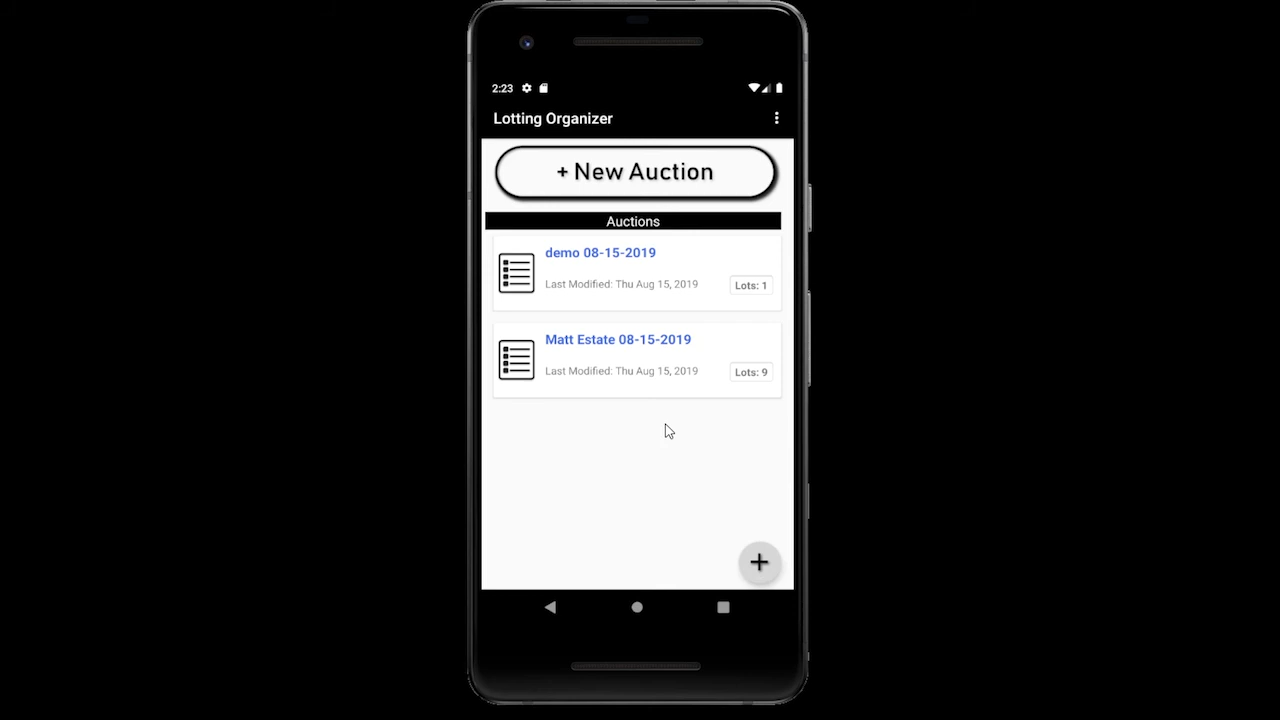 2:23
Lotting Organizer
+ New Auction
Auctions
demo 08-15-2019
Last Modified: Thu Aug 15, 2019
Lots: 1
Matt Estate 08-15-2019
Last Modified: Thu Aug 15, 2019
Lots: 9
+